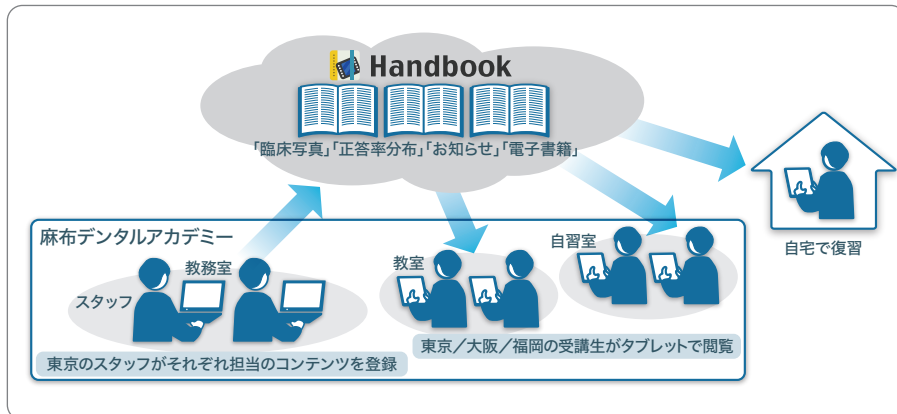 Handbook
「臨床写真」「正答率分布」「お知らせ」「電子書籍」
麻布デンタルアカデミー
教務室
スタッフ
東京のスタッフがそれぞれ担当のコンテンツを登録
教室
自習室
東京／大阪／福岡の受講生がタブレットで閲覧
自宅で復習